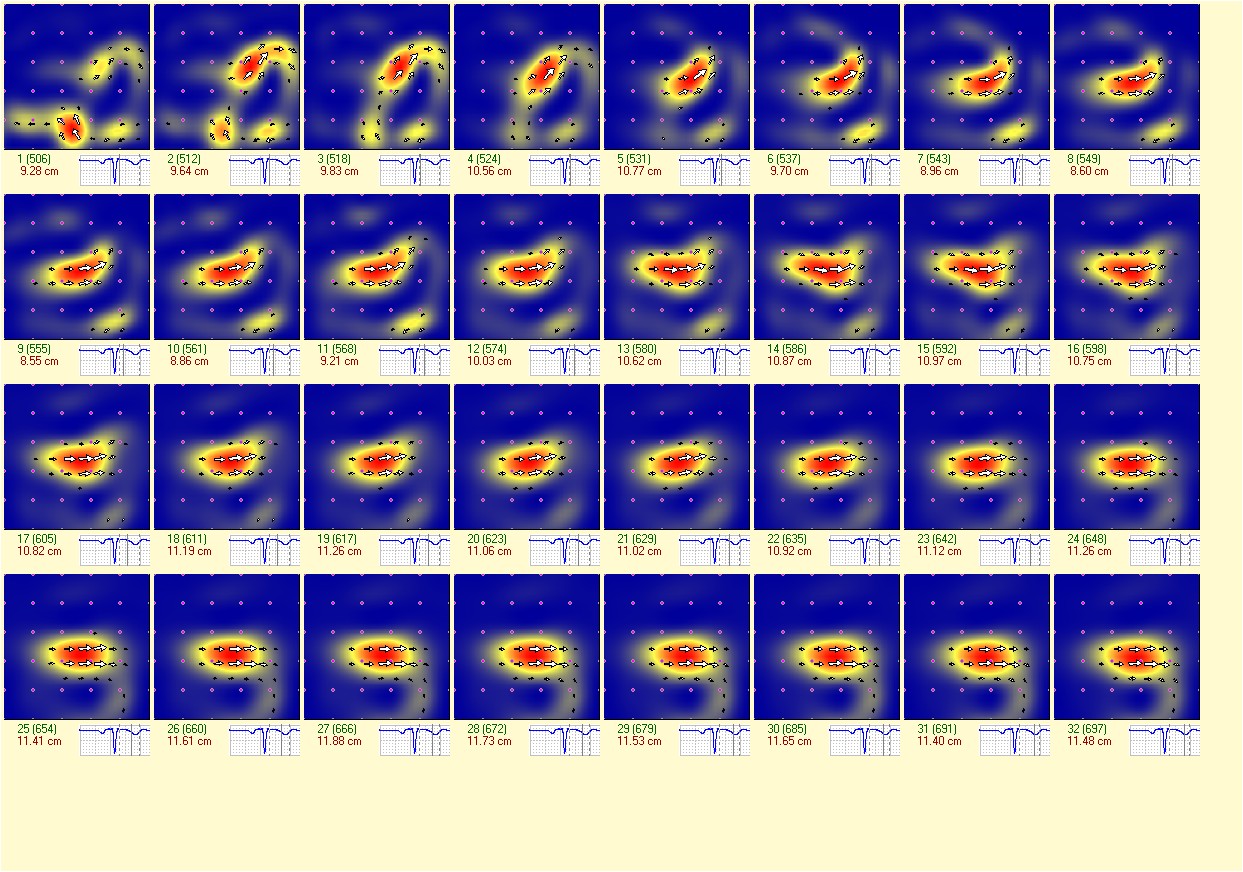 1 (506) 2 (512) 3 (518) 4 (524) 5 (531) 6 (537) 7 (543) 8 (549)
9.28 cm 9.64 cm 9.83 cm 10.56 cm 10.77 cm 9.70 cm 8.96 cm 8.60 cm
9 (555) 10 (561) 11 (568) 12 (574) 13 (580) 14 (586) 15 (592) 16 (598)
8.55 cm 8.86 cm 9.21 cm 10.03 cm 10.62 cm 10.87 cm 10.97 cm 10.75 cm
17 (605) 18 (611) 19 (617) 20 (623) 21 (629) 22 (635) 23 (642) 24 (648)
10.82 cm 11.19 cm 11.26 cm 11.06 cm 11.02 cm 10.92 cm 11.12 cm 11.26 cm
25 (654) 26 (660) 27 (666) 28 (672) 29 (679) 30 (685) 31 (691) 32 (697)
11.41 cm 11.61 cm 11.88 cm 11.73 cm 11.53 cm 11.65 cm 11.40 cm 11.48 cm